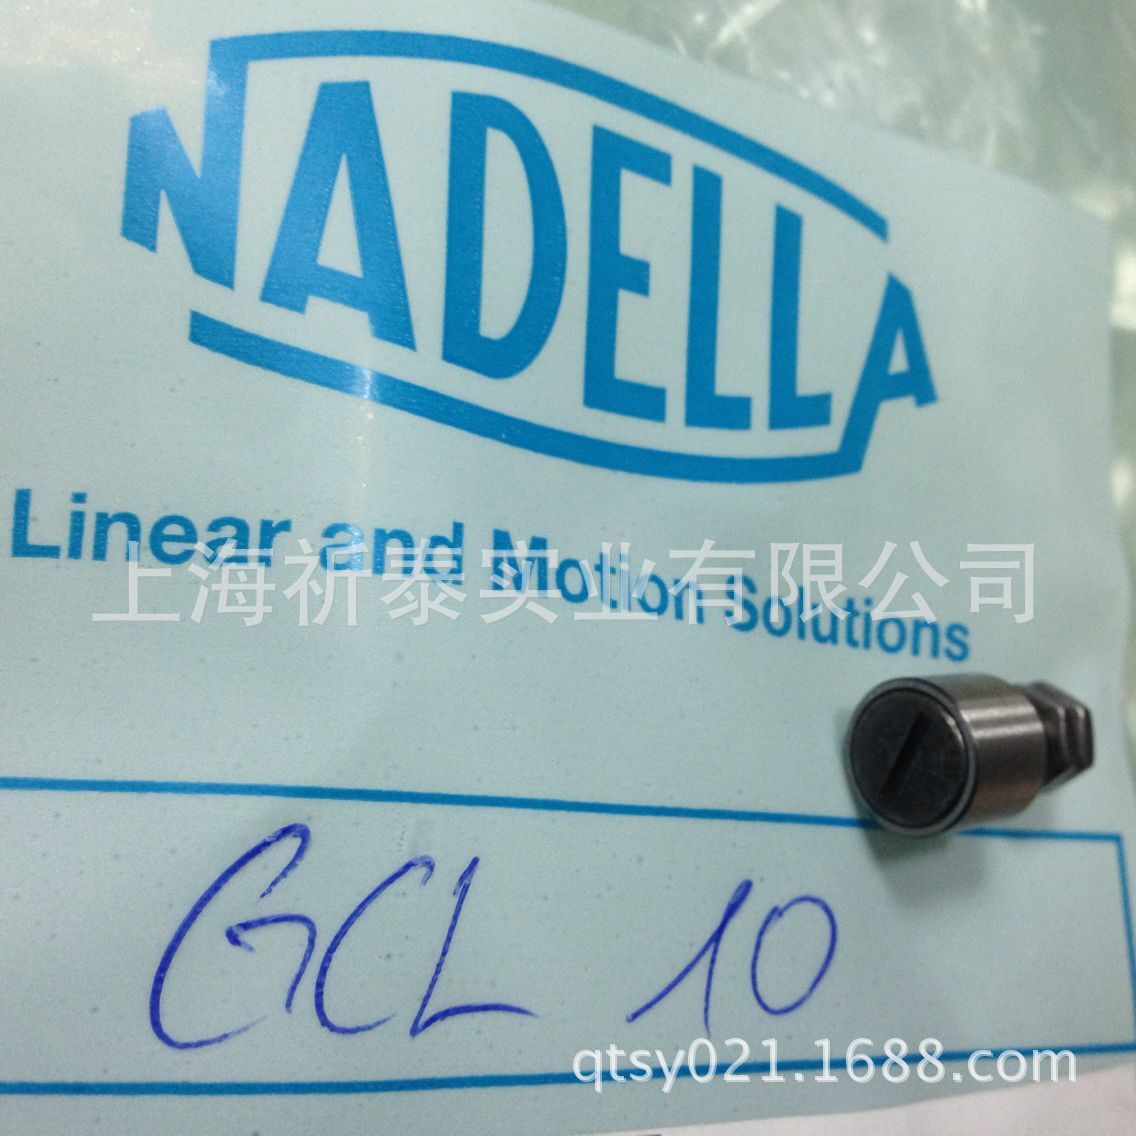 NADELLA
Linear and Motion Solutions
上海祈泰实业有限公司
GCL 10
qtsy021.1688.com